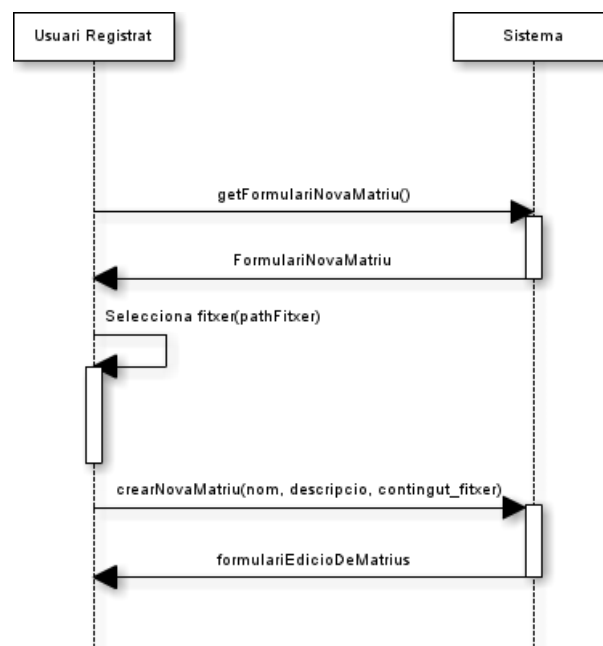 Usuari Registrat
Sistema
getFormulariNovaMatriu()
FormulariNovaMatriu
Selecciona fitxer(pathFitxer)
crearNovaMatriu(nom, descripcio, contingut_fitxer)
formulariEdicioDeMatrius